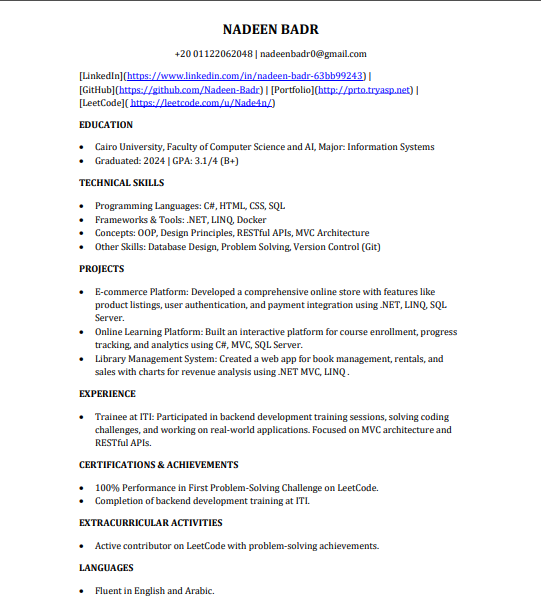 NADEEN BADR
+20 01122062048 | nadeenbadr0@gmail.com
[LinkedIn](https://www.linkedin.com/in/nadeen-badr-63bb99243) |
[GitHub](https://github.com/Nadeen-Badr) | [Portfolio](http://prto.tryasp.net) |
[LeetCode]( https://leetcode.com/u/Nade4n/)
EDUCATION
• Cairo University, Faculty of Computer Science and AI, Major: Information Systems
• Graduated: 2024 | GPA: 3.1/4 (B+)
TECHNICAL SKILLS
• Programming Languages: C#, HTML, CSS, SQL
• Frameworks & Tools: .NET, LINQ, Docker
• Concepts: OOP, Design Principles, RESTful APIs, MVC Architecture
• Other Skills: Database Design, Problem Solving, Version Control (Git)
PROJECTS
• E-commerce Platform: Developed a comprehensive online store with features like
product listings, user authentication, and payment integration using .NET, LINQ, SQL
Server.
• Online Learning Platform: Built an interactive platform for course enrollment, progress
tracking, and analytics using C#, MVC, SQL Server.
• Library Management System: Created a web app for book management, rentals, and
sales with charts for revenue analysis using .NET MVC, LINQ .
EXPERIENCE
• Trainee at ITI: Participated in backend development training sessions, solving coding
challenges, and working on real-world applications. Focused on MVC architecture and
RESTful APIs.
CERTIFICATIONS & ACHIEVEMENTS
• 100% Performance in First Problem-Solving Challenge on LeetCode.
• Completion of backend development training at ITI.
EXTRACURRICULAR ACTIVITIES
• Active contributor on LeetCode with problem-solving achievements.
LANGUAGES
• Fluent in English and Arabic.